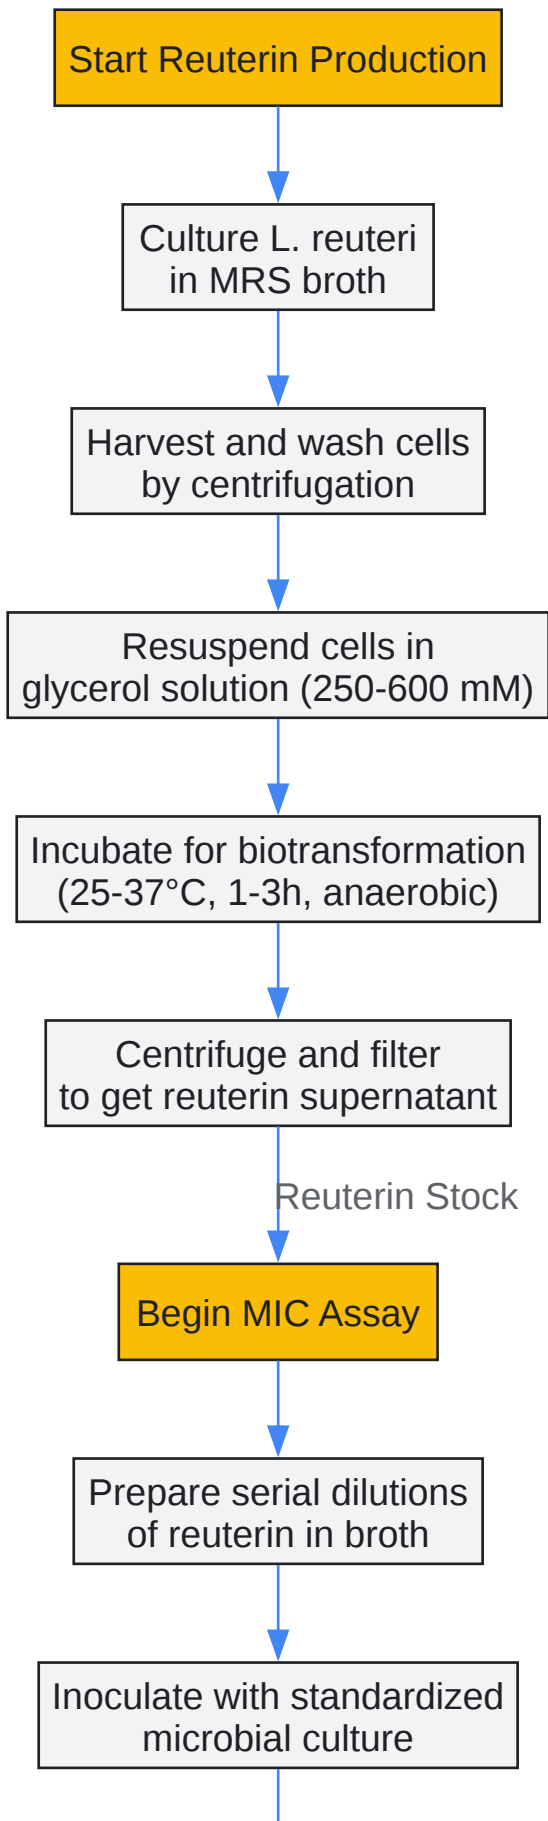 Start Reuterin Production
Culture L. reuteri
in MRS broth
Harvest and wash cells
by centrifugation
Resuspend cells in
glycerol solution (250-600 mM)
Incubate for biotransformation
(25-37°C, 1-3h, anaerobic)
Centrifuge and filter
to get reuterin supernatant
Reuterin Stock
Begin MIC Assay
Prepare serial dilutions
of reuterin in broth
Inoculate with standardized
microbial culture